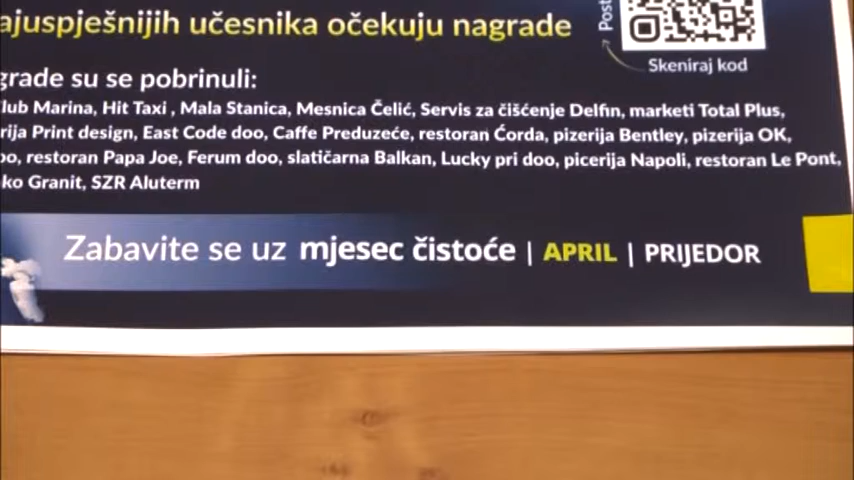 ajuspješnijih učesnika očekuju nagrade
Post
Skeniraj kod
grade su se pobrinuli:
lub Marina, Hit Taxi , Mala Stanica, Mesnica Čelić, Servis za čišćenje Delfin, marketi Total Plus,
rija Print design, East Code doo, Caffe Preduzeće, restoran Ćorda, pizerija Bentley, pizerija OK,
oo, restoran Papa Joe, Ferum doo, slatičarna Balkan, Lucky pri doo, picerija Napoli, restoran Le Pont,
ko Granit, SZR Aluterm
Zabavite se uz mjesec čistoće | APRIL | PRIJEDOR